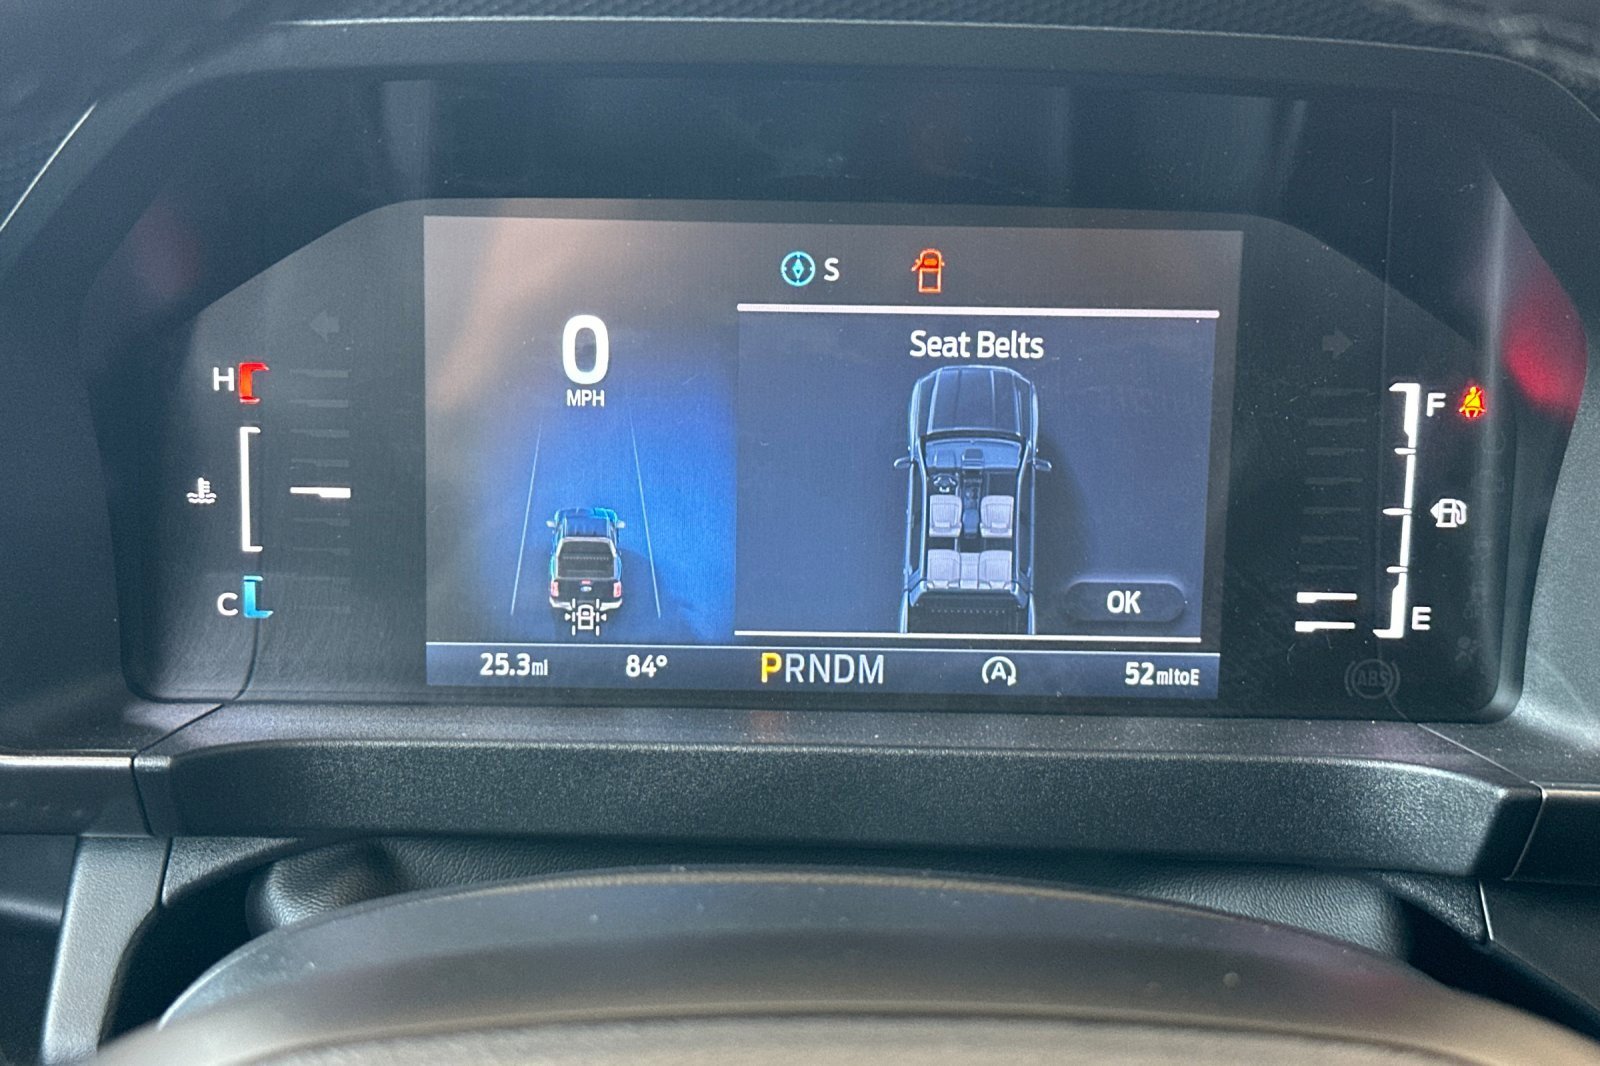 S
0
MPH
Seat Belts
H
F
C
E
OK
25.3mi 84° PRNDM A 52mitoE
ABS